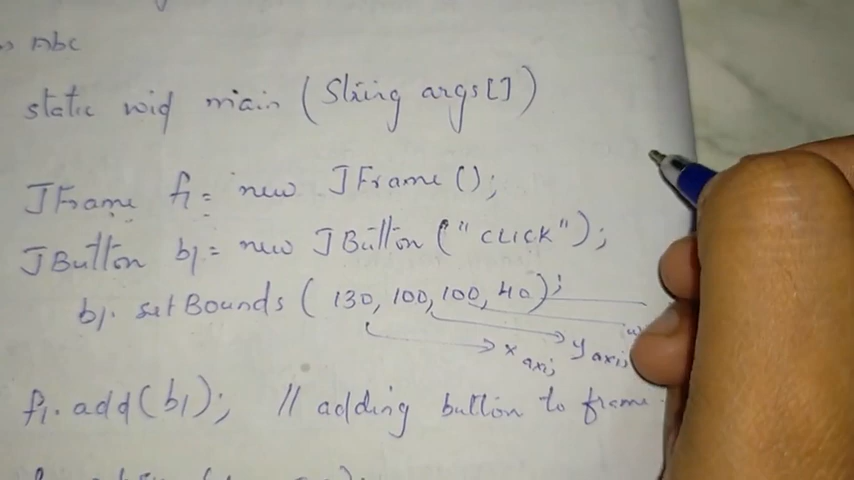 Abc
static void main (String args[])
JFrame f1 = new JFrame ();
JButton b1 = new JButton ("CLICK");
b1. setBounds ( 130, 100, 100, 40);
x axis y axis
f1. add(b1); // adding button to frame.